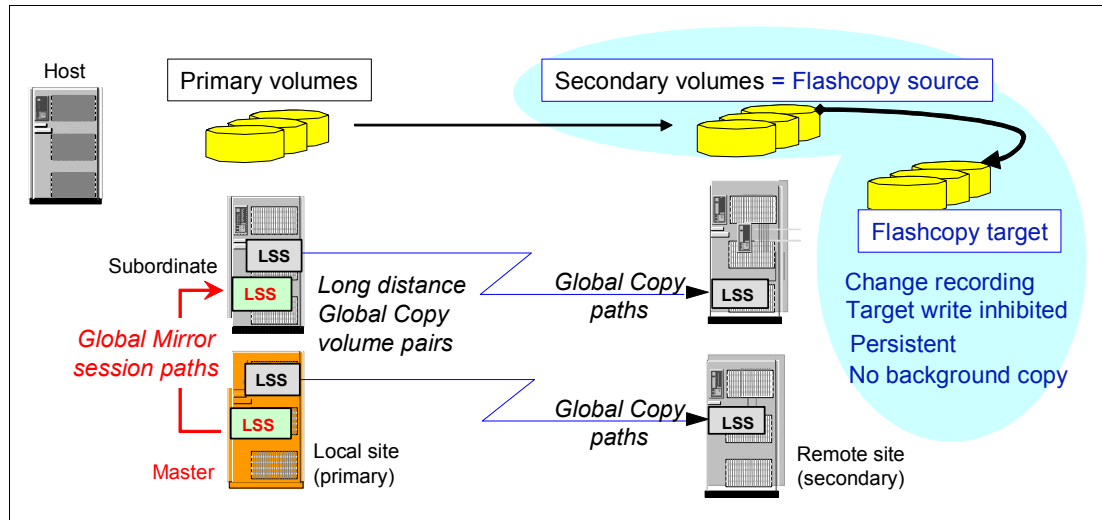 Host
Primary volumes
Secondary volumes = Flashcopy source
Flashcopy target
Change recording
Target write inhibited
Persistent
No background copy
Subordinate
LSS
LSS
Long distance
Global Copy
volume pairs
Global Copy
paths
LSS
Global Mirror
session paths
LSS
LSS
Master
Local site
(primary)
Global Copy
paths
LSS
Remote site
(secondary)